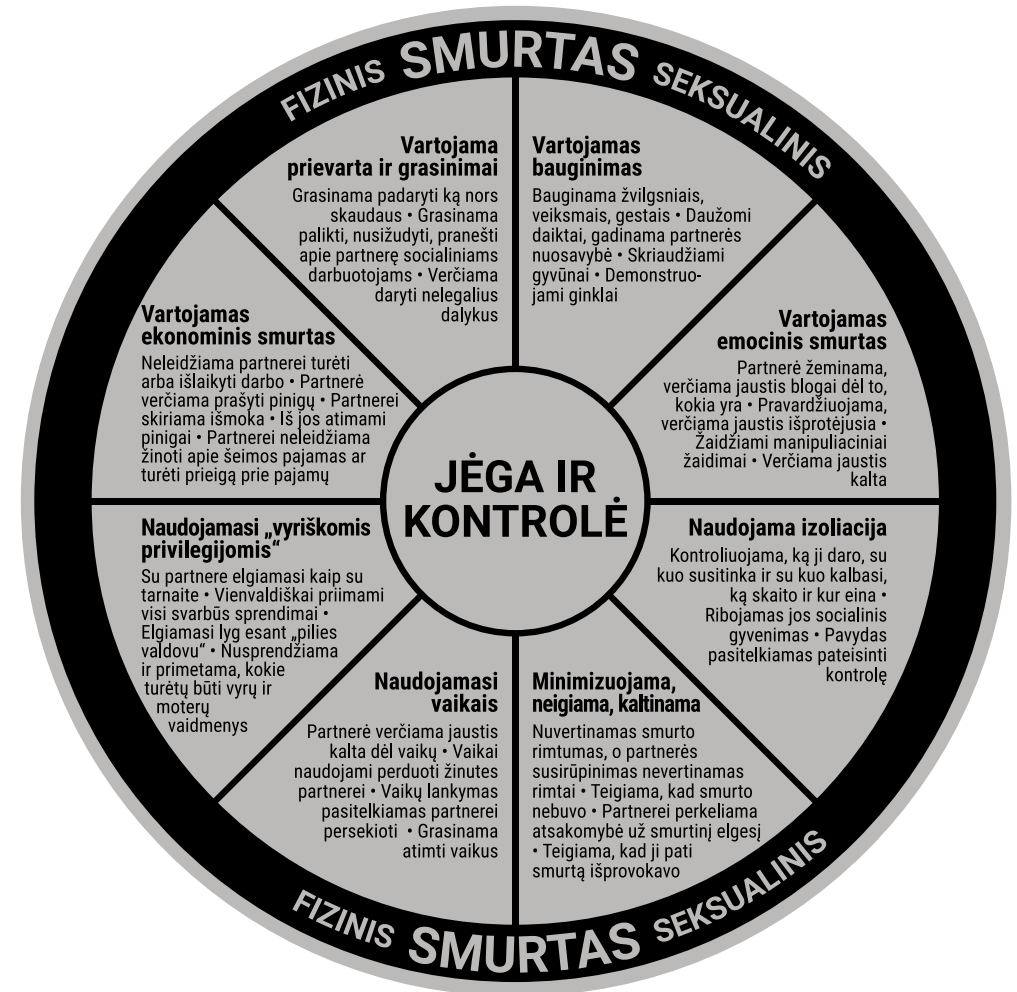 FIZINIS SMURTAS SEKSUALINIS
Vartojama
prievarta ir grasinimai
Grasinama padaryti ką nors
skaudaus • Grasinama
palikti, nusižudyti, pranešti
apie partnerę socialiniams
darbuotojams • Verčiama
daryti nelegalius
dalykus
Vartojamas
bauginimas
Bauginama žvilgsniais,
veiksmais, gestais • Daužomi
daiktai, gadinama partnerės
nuosavybė • Skriaudžiami
gyvūnai • Demonstruo-
jami ginklai
Vartojamas
ekonominis smurtas
Neleidžiama partnerei turėti
arba išlaikyti darbo • Partnerė
verčiama prašyti pinigų • Partnerei
skiriama išmoka • Iš jos atimami
pinigai • Partnerei neleidžiama
žinoti apie šeimos pajamas ar
turėti prieigą prie pajamų
Vartojamas
emocinis smurtas
Partnerė žeminama,
verčiama jaustis blogai dėl to,
kokia yra • Pravardžiuojama,
verčiama jaustis išprotėjusia •
Žaidžiami manipuliaciniai
žaidimai • Verčiama jaustis
kalta
JĖGA IR
KONTROLĖ
Naudojamasi „vyriškomis
privilegijomis“
Su partnere elgiamasi kaip su
tarnaite • Vienvaldiškai priimami
visi svarbūs sprendimai •
Elgiamasi lyg esant „pilies
valdovu“ • Nusprendžiama
ir primetama, kokie
turėtų būti vyrų ir
moterų
vaidmenys
Naudojama izoliacija
Kontroliuojama, ką ji daro, su
kuo susitinka ir su kuo kalbasi,
ką skaito ir kur eina •
Ribojamas jos socialinis
gyvenimas • Pavydas
pasitelkiamas pateisinti
kontrolę
Naudojamasi
vaikais
Partnerė verčiama jaustis
kalta dėl vaikų • Vaikai
naudojami perduoti žinutes
partnerei • Vaikų lankymas
pasitelkiamas partnerei
persekioti • Grasinama
atimti vaikus
Minimizuojama,
neigiama, kaltinama
Nuvertinamas smurto
rimtumas, o partnerės
susirūpinimas nevertinamas
rimtai • Teigiama, kad smurto
nebuvo • Partnerei perkeliama
atsakomybė už smurtinį elgesį
• Teigiama, kad ji pati
smurtą išprovokavo
FIZINIS SMURTAS SEKSUALINIS